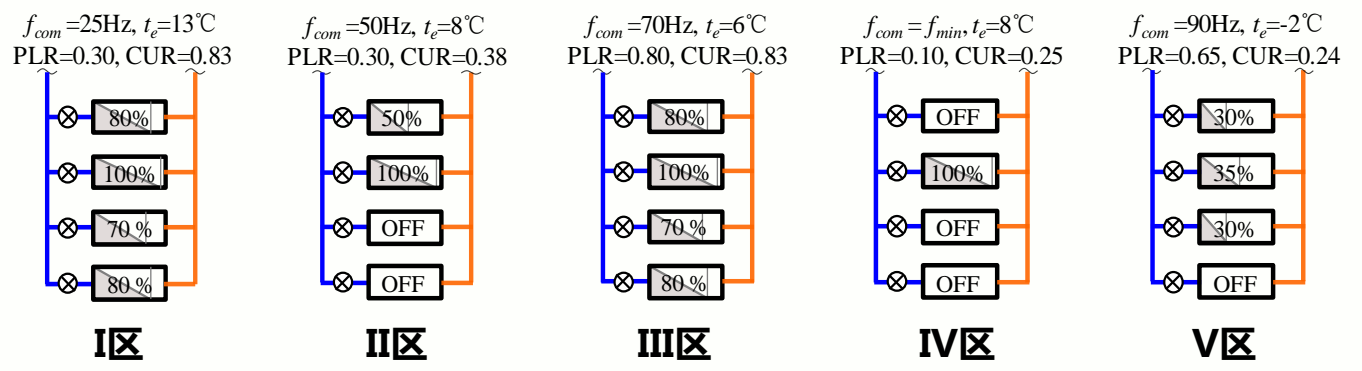 f_com=25Hz, t_e=13℃
PLR=0.30, CUR=0.83
80%
100%
70 %
80 %
I区
f_com=50Hz, t_e=8℃
PLR=0.30, CUR=0.38
50%
100%
OFF
OFF
II区
f_com=70Hz, t_e=6℃
PLR=0.80, CUR=0.83
80%
100%
70 %
80 %
III区
f_com=f_min, t_e=8℃
PLR=0.10, CUR=0.25
OFF
100%
OFF
OFF
IV区
f_com=90Hz, t_e=-2℃
PLR=0.65, CUR=0.24
30%
35%
30%
OFF
V区